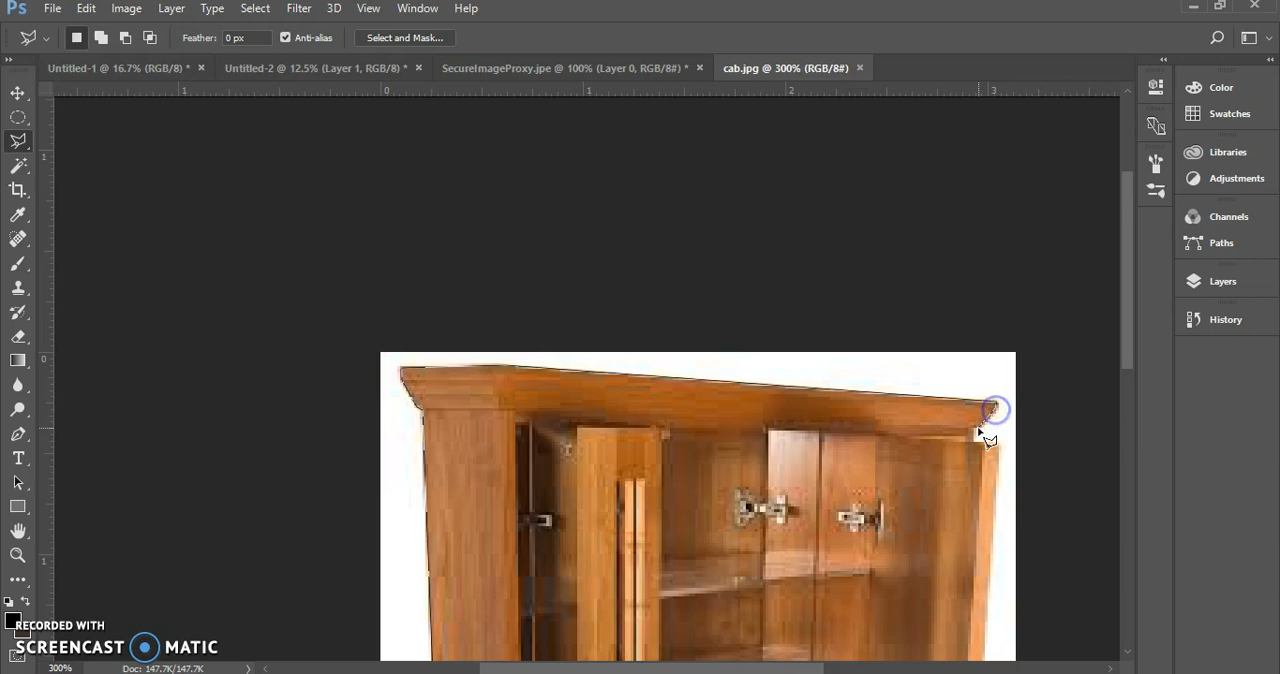 Ps File Edit Image Layer Type Select Filter 3D View Window Help
Feather: 0 px Anti-alias Select and Mask...
Untitled-1 @ 16.7% (RGB/8) * × Untitled-2 @ 12.5% (Layer 1, RGB/8) * × SecureImageProxy.jpe @ 100% (Layer 0, RGB/8#) * × cab.jpg @ 300% (RGB/8#) ×
1 0 1 2 3
Color
Swatches
1
Libraries
Adjustments
Channels
Paths
Layers
History
0
T
1
RECORDED WITH
SCREENCAST MATIC
300% Doc: 147.7K/147.7K